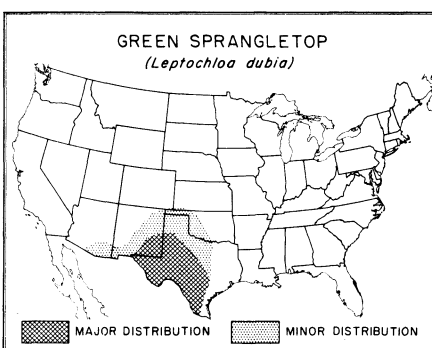 GREEN SPRANGLETOP
(Leptochloa dubia)
MAJOR DISTRIBUTION
MINOR DISTRIBUTION